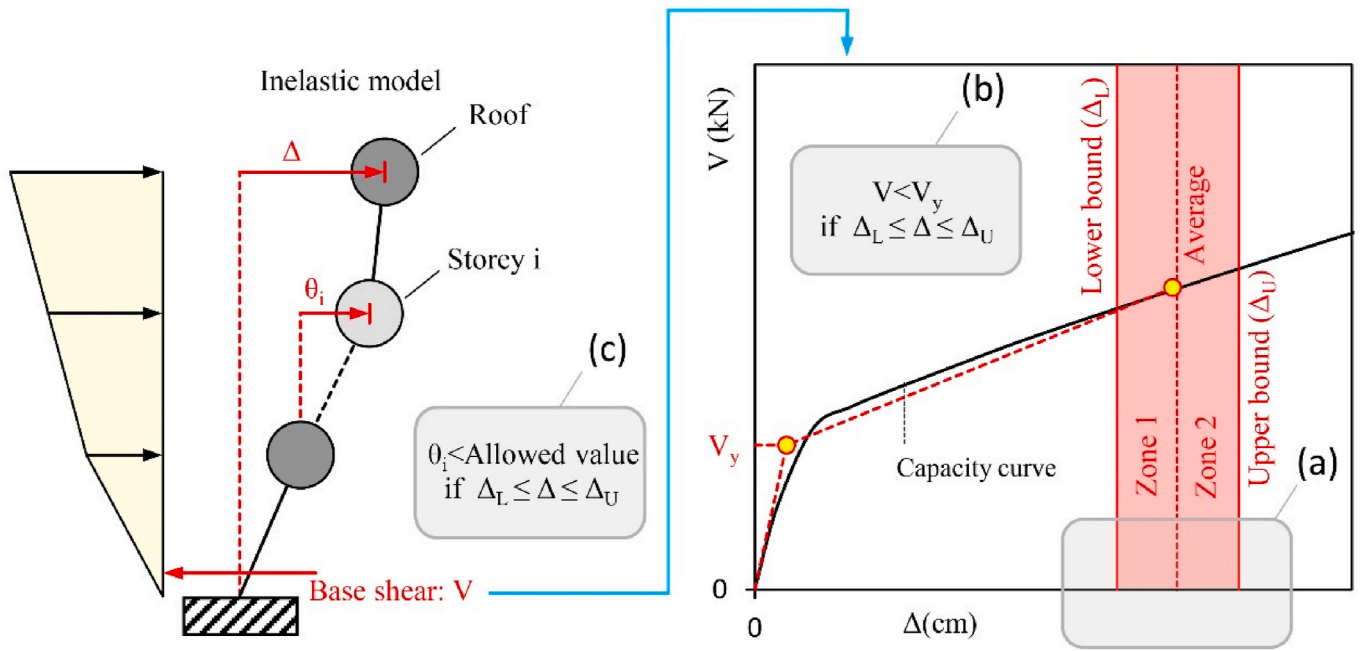 Inelastic model
Roof
Δ
Storey i
θi
(c)
θi<Allowed value
if ΔL ≤ Δ ≤ ΔU
Base shear: V
V (kN)
(b)
V<Vy
if ΔL ≤ Δ ≤ ΔU
Lower bound (ΔL)
Average
Upper bound (ΔU)
Zone 1
Zone 2
(a)
Vy
Capacity curve
0
0
Δ(cm)